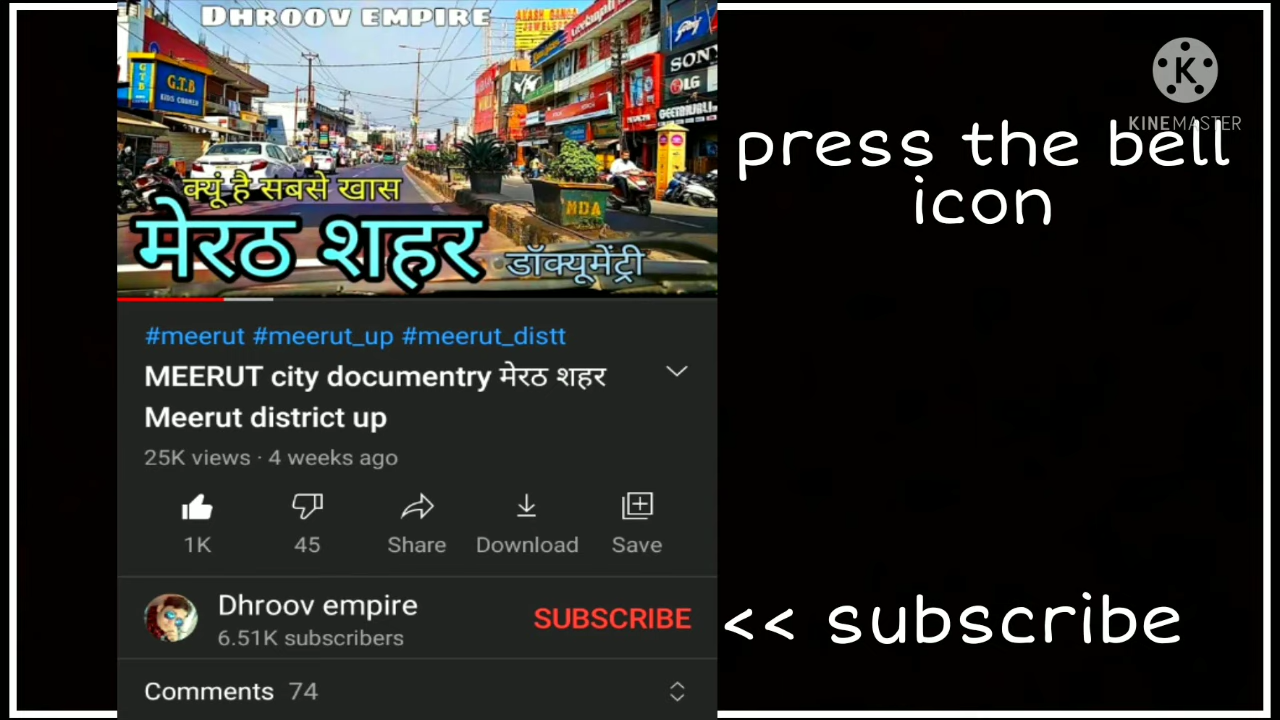 DHROOV EMPIRE
G.T.B
G.T.B
KIDS CHURCH
SONY
LG
MDA
क्यूं है सबसे खास
मेरठ शहर डॉक्यूमेंट्री
#meerut #meerut_up #meerut_distt
MEERUT city documentry मेरठ शहर
Meerut district up
25K views · 4 weeks ago
1K
45
Share
Download
Save
Dhroov empire
6.51K subscribers
SUBSCRIBE
Comments 74
K
KINEMASTER
press the bell
icon
<< subscribe